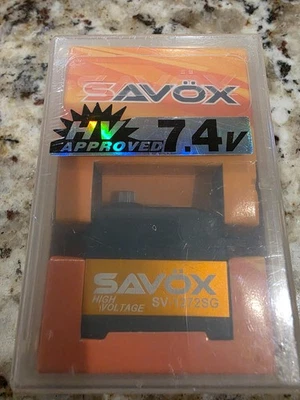 SAVÖX
HV
APPROVED 7.4V
SAVÖX
HIGH
VOLTAGE